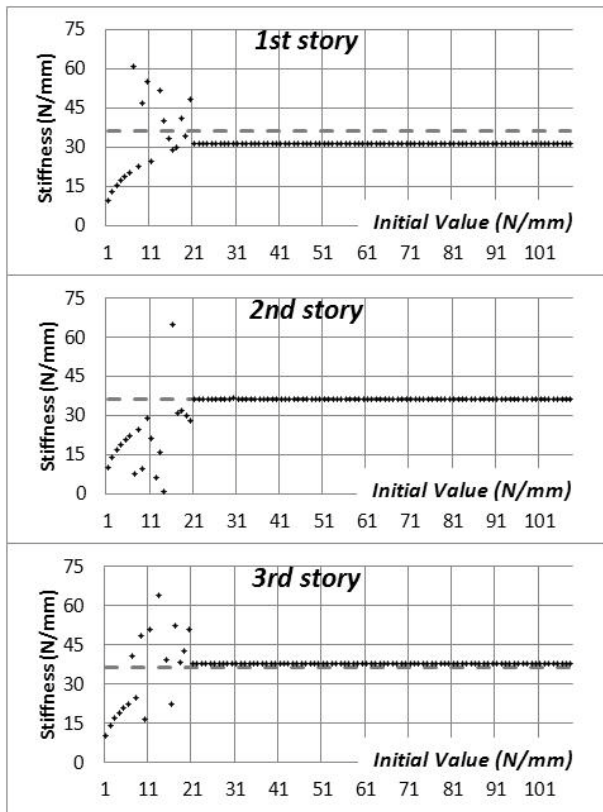 1st story
Stiffness (N/mm)
75
60
45
30
15
0
Initial Value (N/mm)
1 11 21 31 41 51 61 71 81 91 101
2nd story
Stiffness (N/mm)
75
60
45
30
15
0
Initial Value (N/mm)
1 11 21 31 41 51 61 71 81 91 101
3rd story
Stiffness (N/mm)
75
60
45
30
15
0
Initial Value (N/mm)
1 11 21 31 41 51 61 71 81 91 101